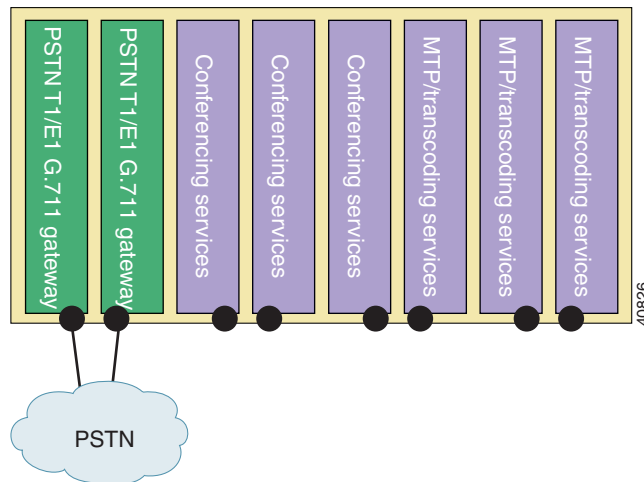 PSTN T1/E1 G.711 gateway
PSTN T1/E1 G.711 gateway
Conferencing services
Conferencing services
Conferencing services
MTP/transcoding services
MTP/transcoding services
MTP/transcoding services
40826
PSTN